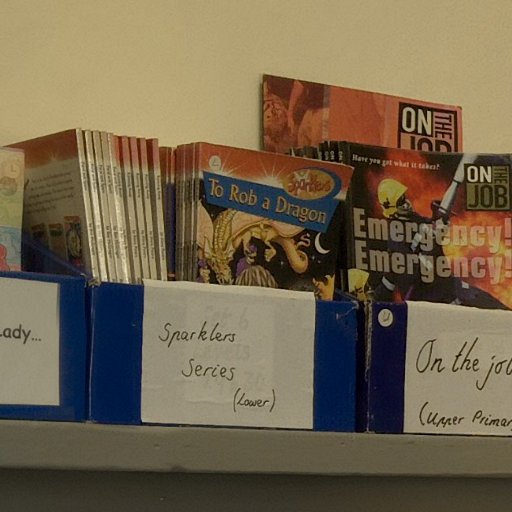 ON
THE
JOB
Have you got what it takes?
ON
THE
JOB
Emergency!
Emergency!
L
Sparklers
To Rob a Dragon
Lady...
Sparklers
Series
(Lower)
U
On the job
(Upper Primar